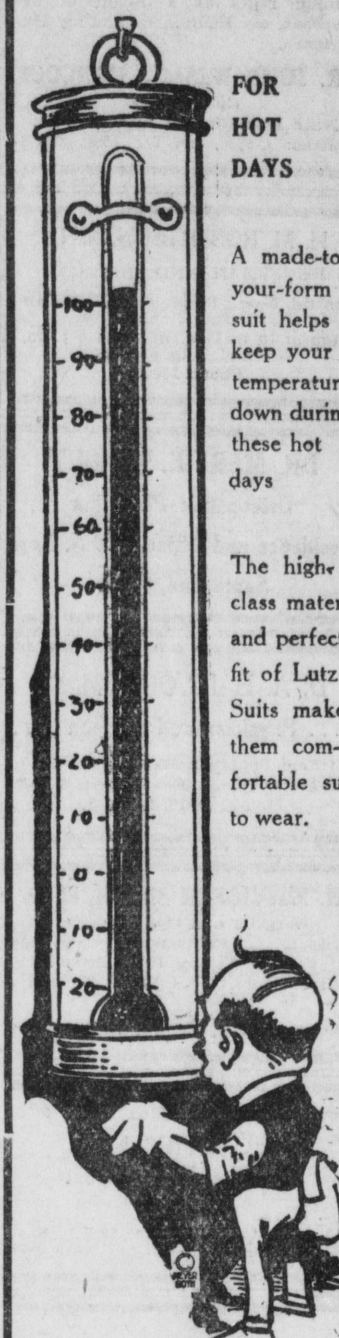 FOR
HOT
DAYS
A made-to
your-form
suit helps
keep your
temperatur
down durin
these hot
days
The high-
class mater
and perfect
fit of Lutz
Suits make
them com-
fortable su
to wear.
100
90
80
70
60
50
40
30
20
10
0
10
20